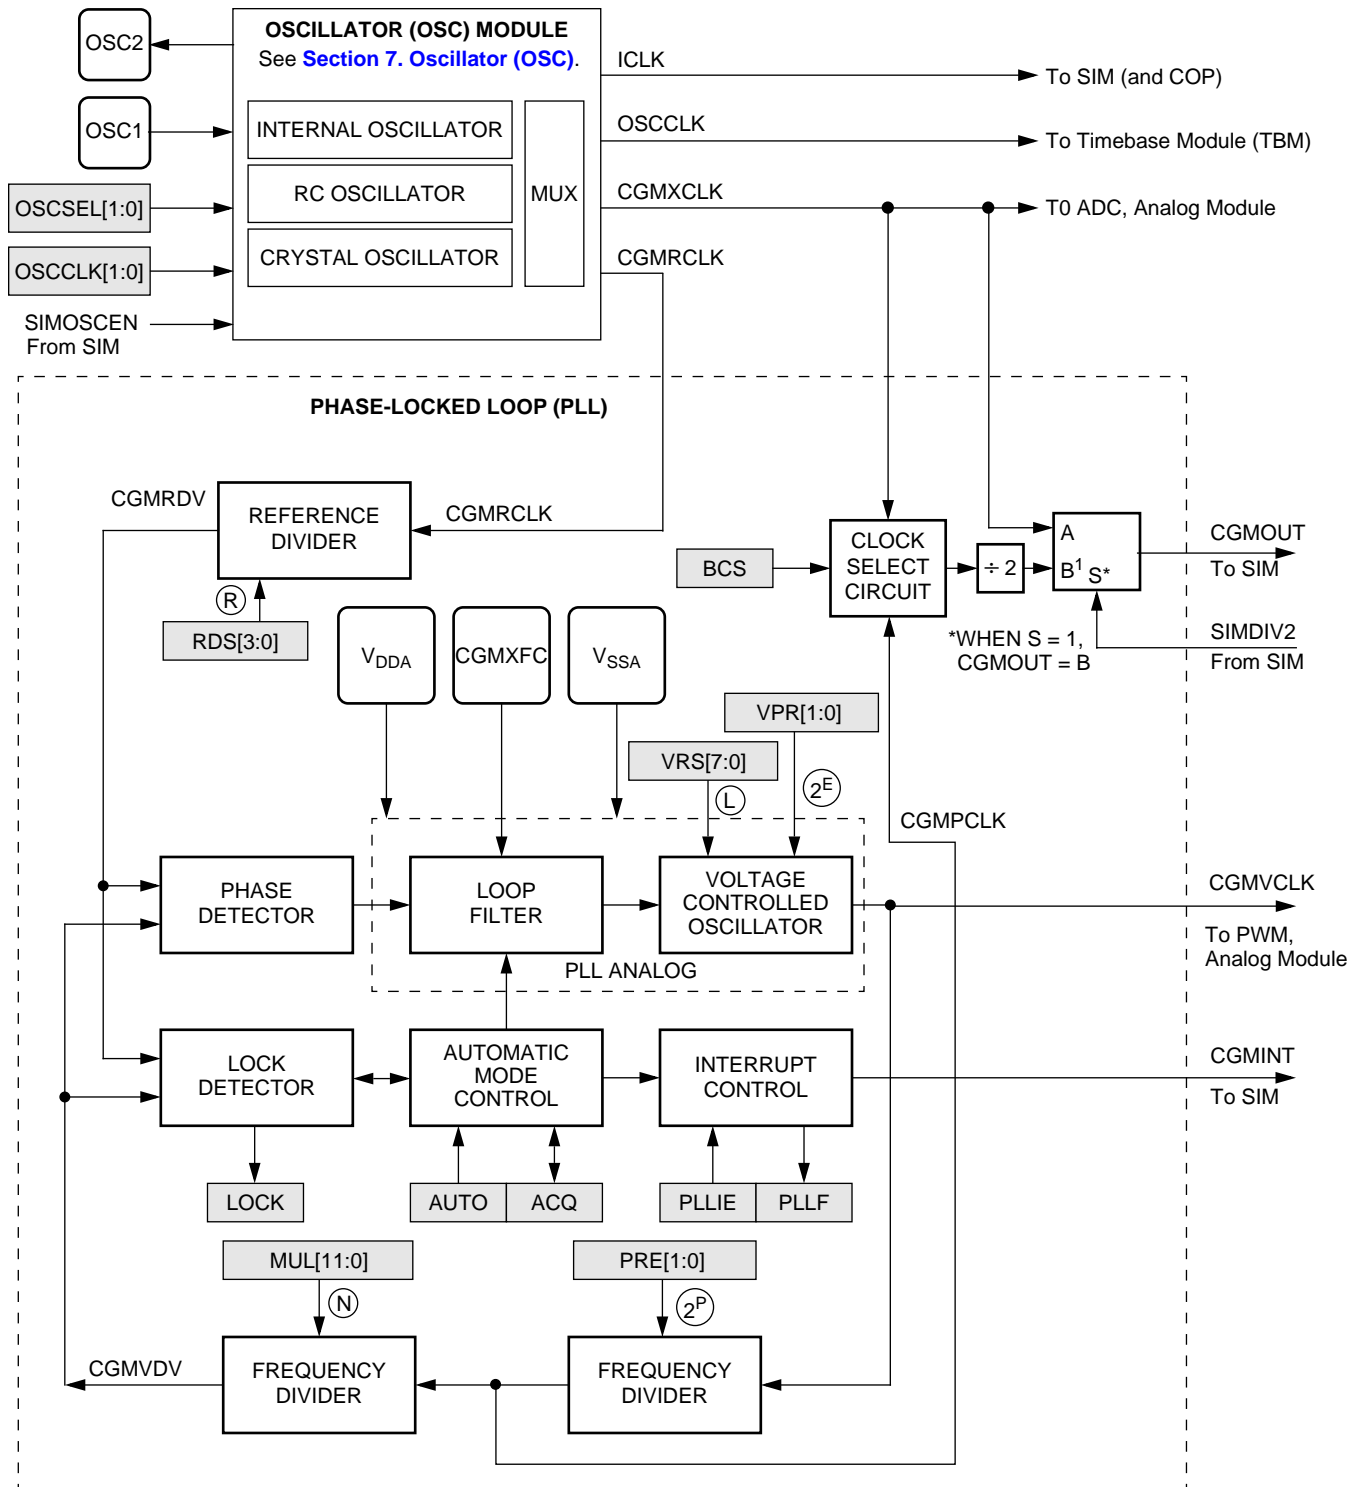 OSCILLATOR (OSC) MODULE
See Section 7. Oscillator (OSC).
OSC2
OSC1
OSCSEL[1:0]
OSCCLK[1:0]
SIMOSCEN
From SIM
INTERNAL OSCILLATOR
RC OSCILLATOR
CRYSTAL OSCILLATOR
MUX
ICLK
To SIM (and COP)
OSCCLK
To Timebase Module (TBM)
CGMXCLK
T0 ADC, Analog Module
CGMRCLK
PHASE-LOCKED LOOP (PLL)
CGMRDV
REFERENCE
DIVIDER
CGMRCLK
R
RDS[3:0]
BCS
CLOCK
SELECT
CIRCUIT
÷ 2
A
B1 S*
CGMOUT
To SIM
*WHEN S = 1,
CGMOUT = B
SIMDIV2
From SIM
VDDA
CGMXFC
VSSA
VPR[1:0]
VRS[7:0]
L
2E
CGMPCLK
PHASE
DETECTOR
LOOP
FILTER
VOLTAGE
CONTROLLED
OSCILLATOR
PLL ANALOG
CGMVCLK
To PWM,
Analog Module
LOCK
DETECTOR
AUTOMATIC
MODE
CONTROL
INTERRUPT
CONTROL
CGMINT
To SIM
LOCK
AUTO
ACQ
PLLIE
PLLF
MUL[11:0]
N
PRE[1:0]
2P
CGMVDV
FREQUENCY
DIVIDER
FREQUENCY
DIVIDER